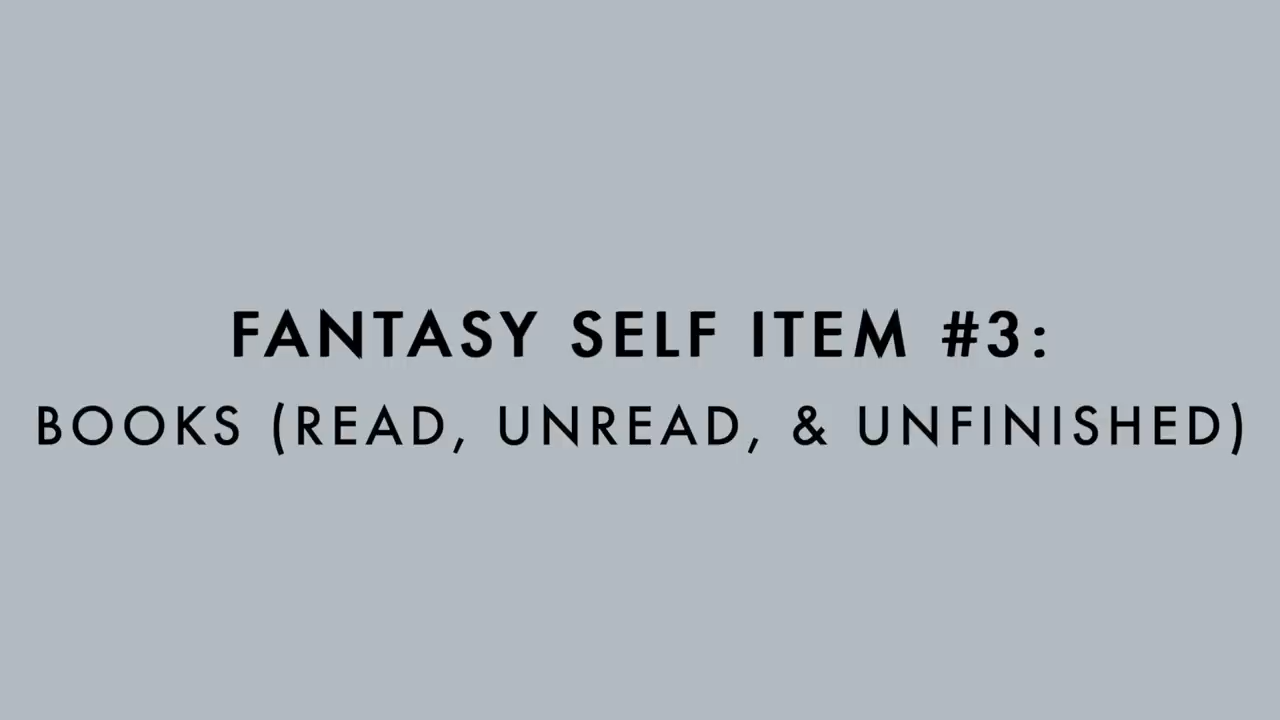 FANTASY SELF ITEM #3:
BOOKS (READ, UNREAD, & UNFINISHED)